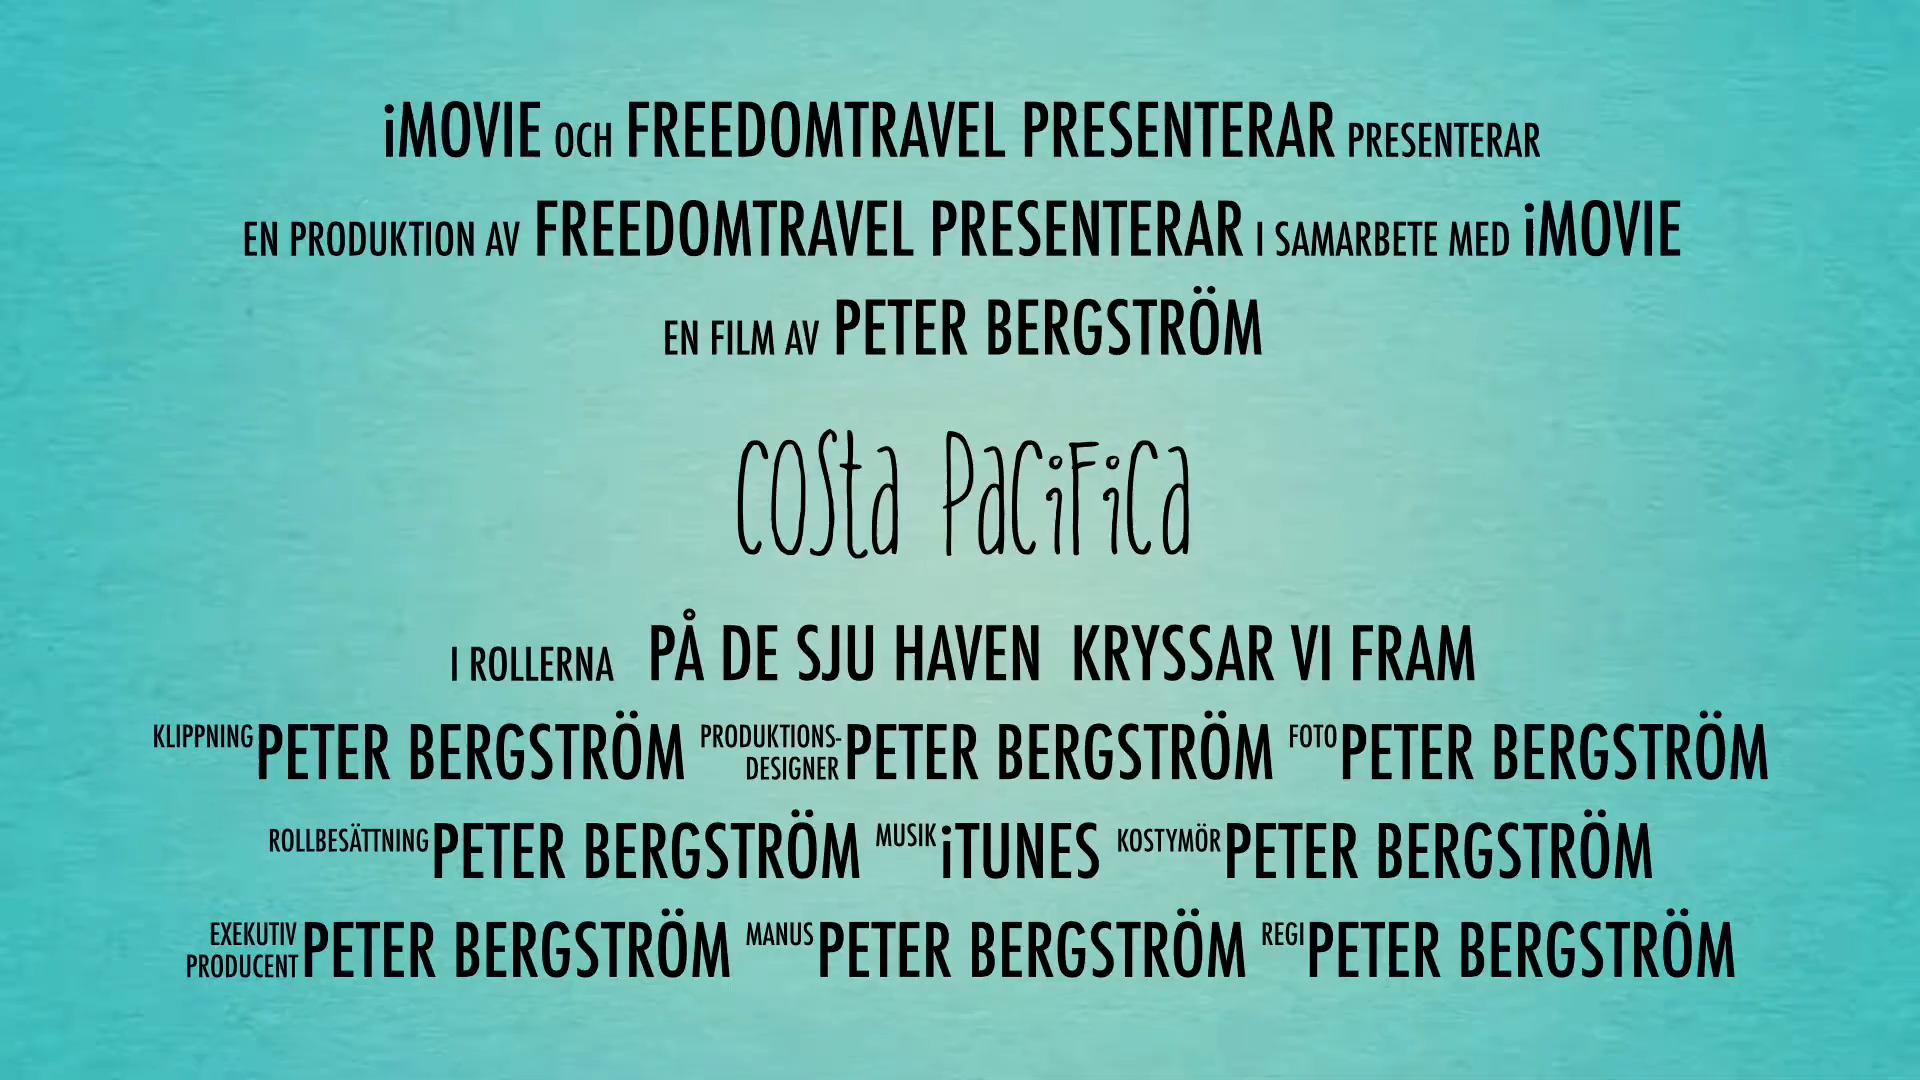 iMOVIE OCH FREEDOMTRAVEL PRESENTERAR PRESENTERAR
EN PRODUKTION AV FREEDOMTRAVEL PRESENTERAR I SAMARBETE MED iMOVIE
EN FILM AV PETER BERGSTRÖM
COSta PaCiFiCa
I ROLLERNA PÅ DE SJU HAVEN KRYSSAR VI FRAM
KLIPPNING PETER BERGSTRÖM PRODUKTIONS-DESIGNER PETER BERGSTRÖM FOTO PETER BERGSTRÖM
ROLLBESÄTTNING PETER BERGSTRÖM MUSIK iTUNES KOSTYMÖR PETER BERGSTRÖM
EXEKUTIV PRODUCENT PETER BERGSTRÖM MANUS PETER BERGSTRÖM REGI PETER BERGSTRÖM